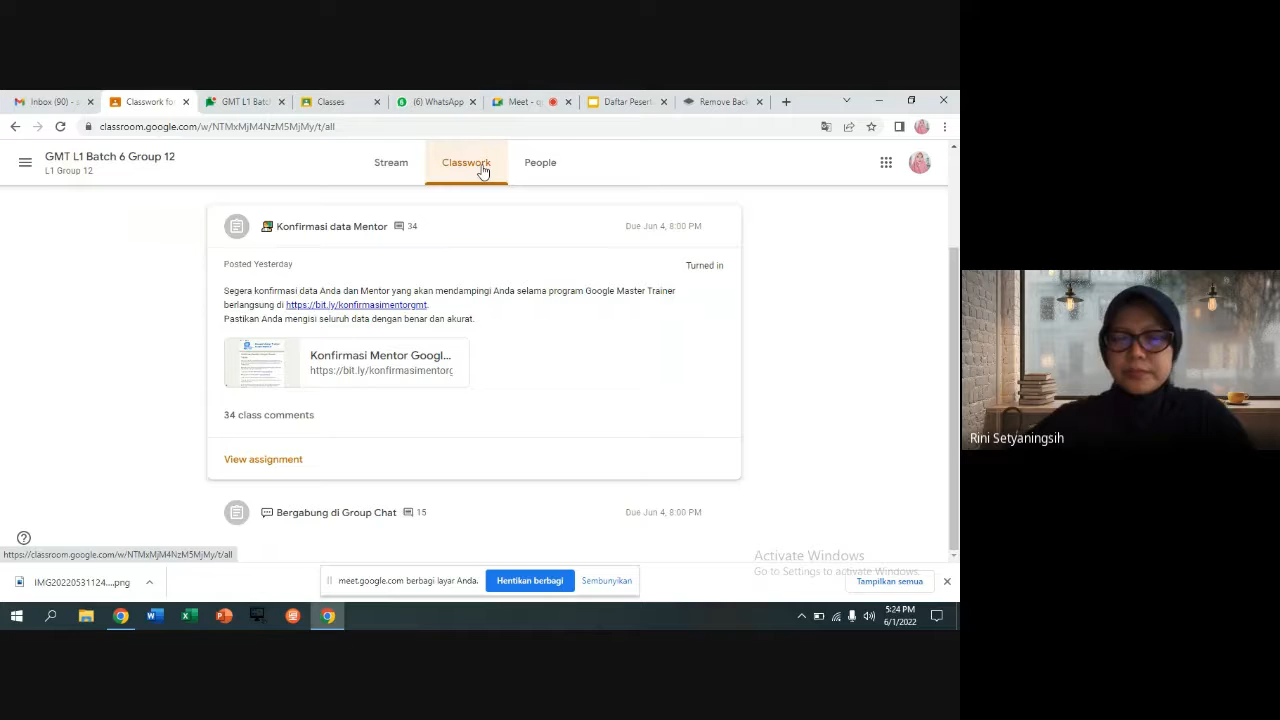 Inbox (90) - s
Classwork for
GMT L1 Batc
Classes
(6) WhatsApp
Meet - o
Daftar Pesert
Remove Bac
classroom.google.com/w/NTMxMjM4NzM5MjMy/t/all
GMT L1 Batch 6 Group 12
L1 Group 12
Stream
Classwork
People
Konfirmasi data Mentor
34
Due Jun 4, 8:00 PM
Posted Yesterday
Turned in
Segera konfirmasi data Anda dan Mentor yang akan mendampingi Anda selama program Google Master Trainer
berlangsung di https://bit.ly/konfirmasimentorgmt.
Pastikan Anda mengisi seluruh data dengan benar dan akurat.
Konfirmasi Mentor Googl...
https://bit.ly/konfirmasimentorg
34 class comments
View assignment
Bergabung di Group Chat
15
Due Jun 4, 8:00 PM
https://classroom.google.com/w/NTMxMjM4NzM5MjMy/t/all
Activate Windows
Go to Settings to activate Windows.
IMG20220531124....png
meet.google.com berbagi layar Anda.
Hentikan berbagi
Sembunyikan
Tampilkan semua
5:24 PM
6/1/2022
Rini Setyaningsih